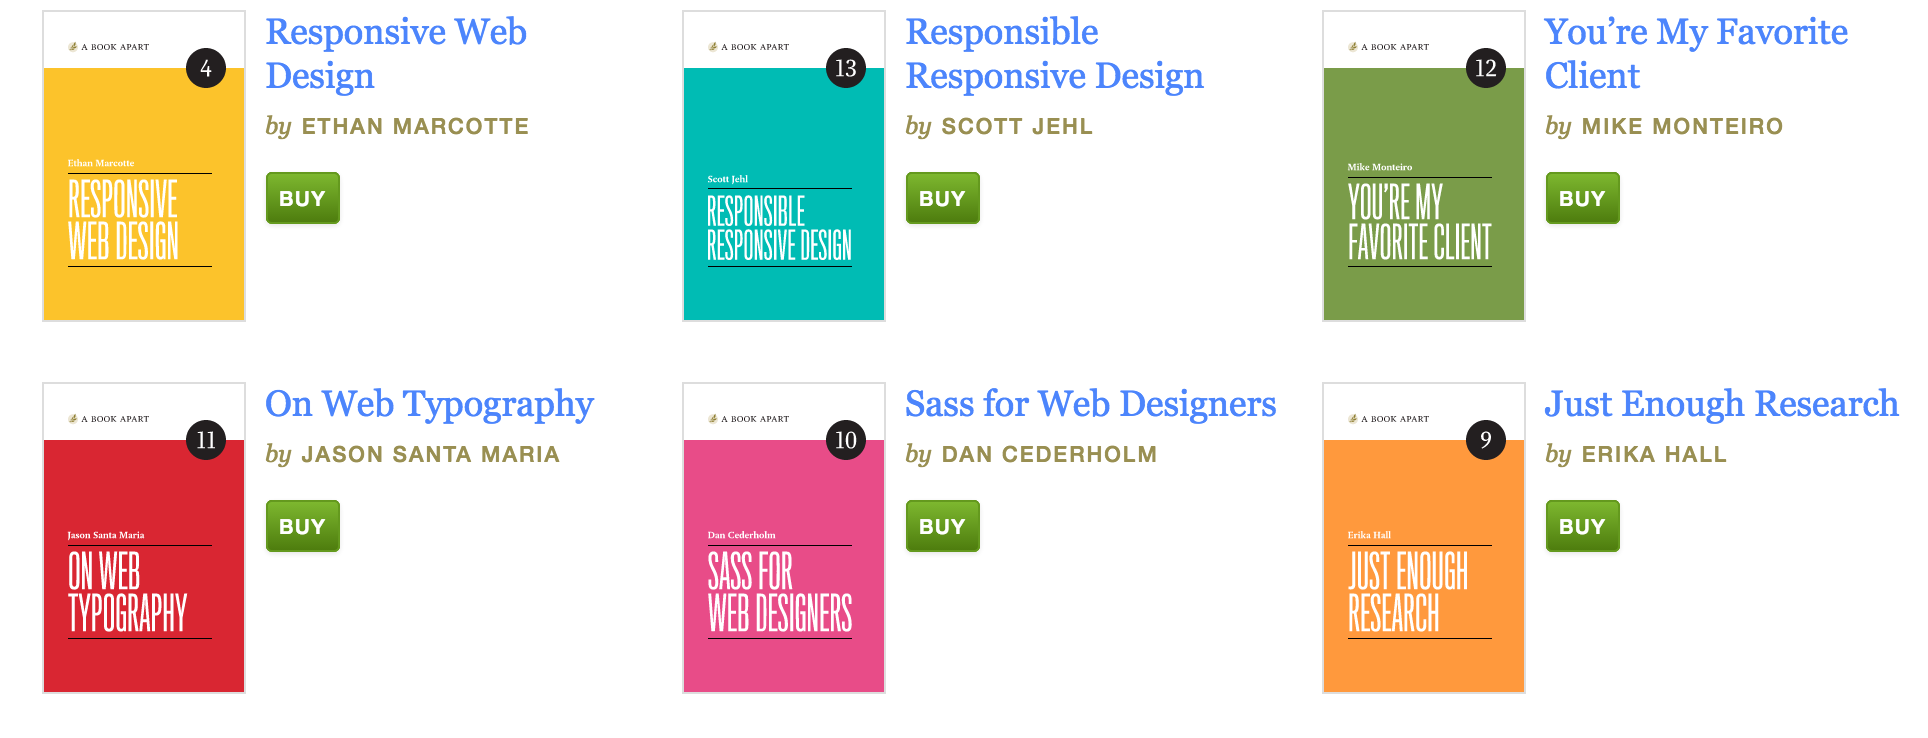 A BOOK APART
4
Ethan Marcotte
RESPONSIVE
WEB DESIGN
Responsive Web
Design
by ETHAN MARCOTTE
BUY
A BOOK APART
13
Scott Jehl
RESPONSIBLE
RESPONSIVE DESIGN
Responsible
Responsive Design
by SCOTT JEHL
BUY
A BOOK APART
12
Mike Monteiro
YOU'RE MY
FAVORITE CLIENT
You’re My Favorite
Client
by MIKE MONTEIRO
BUY
A BOOK APART
11
Jason Santa Maria
ON WEB
TYPOGRAPHY
On Web Typography
by JASON SANTA MARIA
BUY
A BOOK APART
10
Dan Cederholm
SASS FOR
WEB DESIGNERS
Sass for Web Designers
by DAN CEDERHOLM
BUY
A BOOK APART
9
Erika Hall
JUST ENOUGH
RESEARCH
Just Enough Research
by ERIKA HALL
BUY